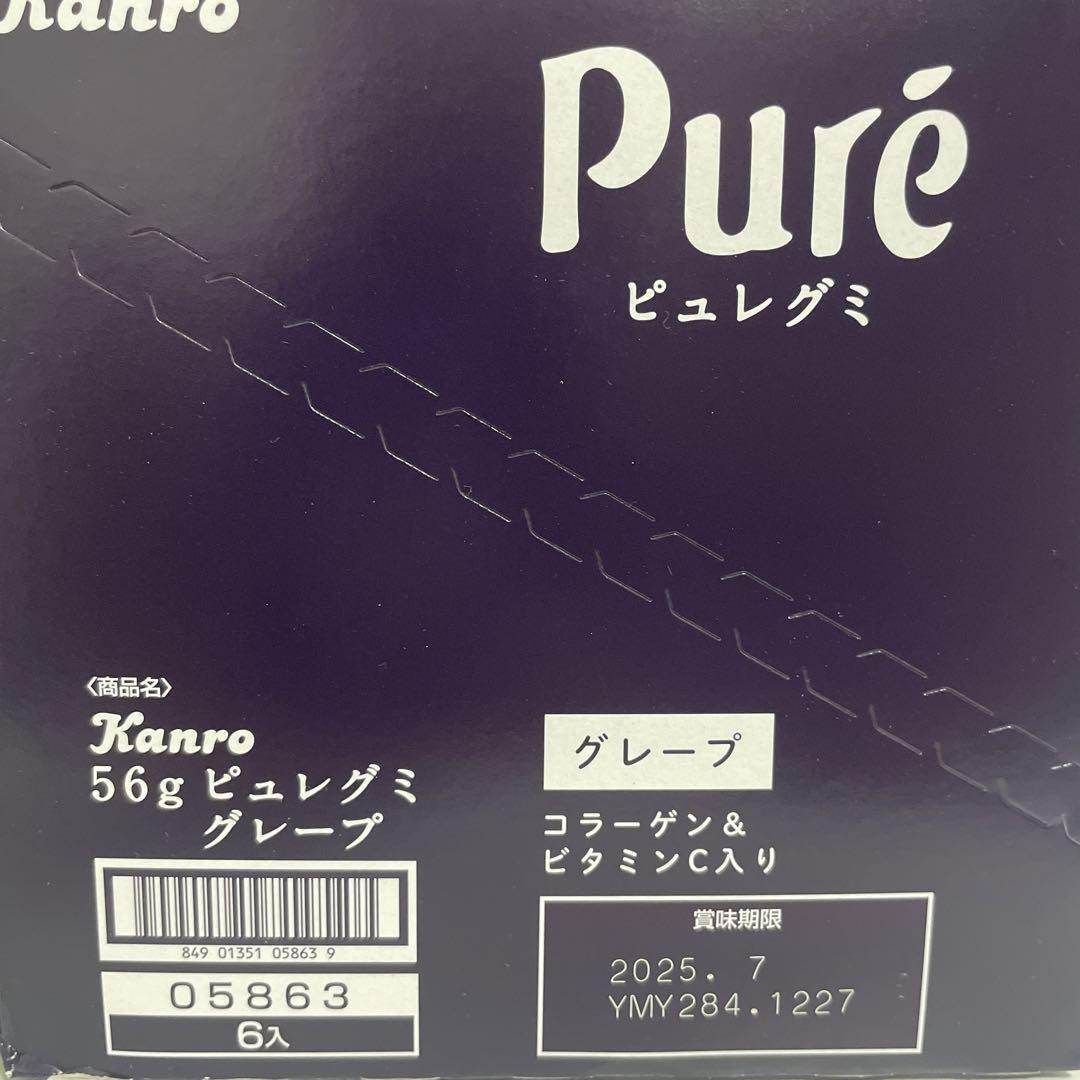 Kanro
Puré
ピュレグミ
〈商品名〉
Kanro
56g ピュレグミ
グレープ
849 01351 05863 9
05863
6入
グレープ
コラーゲン＆
ビタミンC入り
賞味期限
2025. 7
YMY284.1227